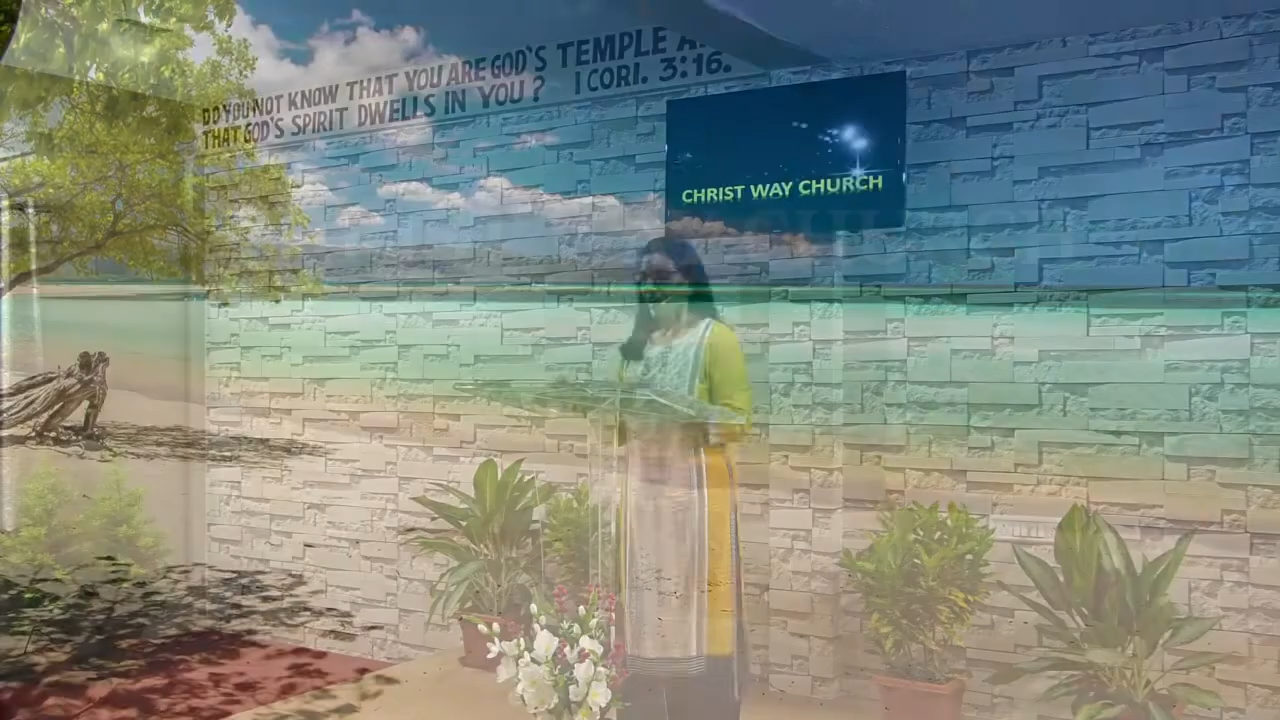 DO YOU NOT KNOW THAT YOU ARE GOD'S TEMPLE
THAT GOD'S SPIRIT DWELLS IN YOU? I CORI. 3:16.
CHRIST WAY CHURCH